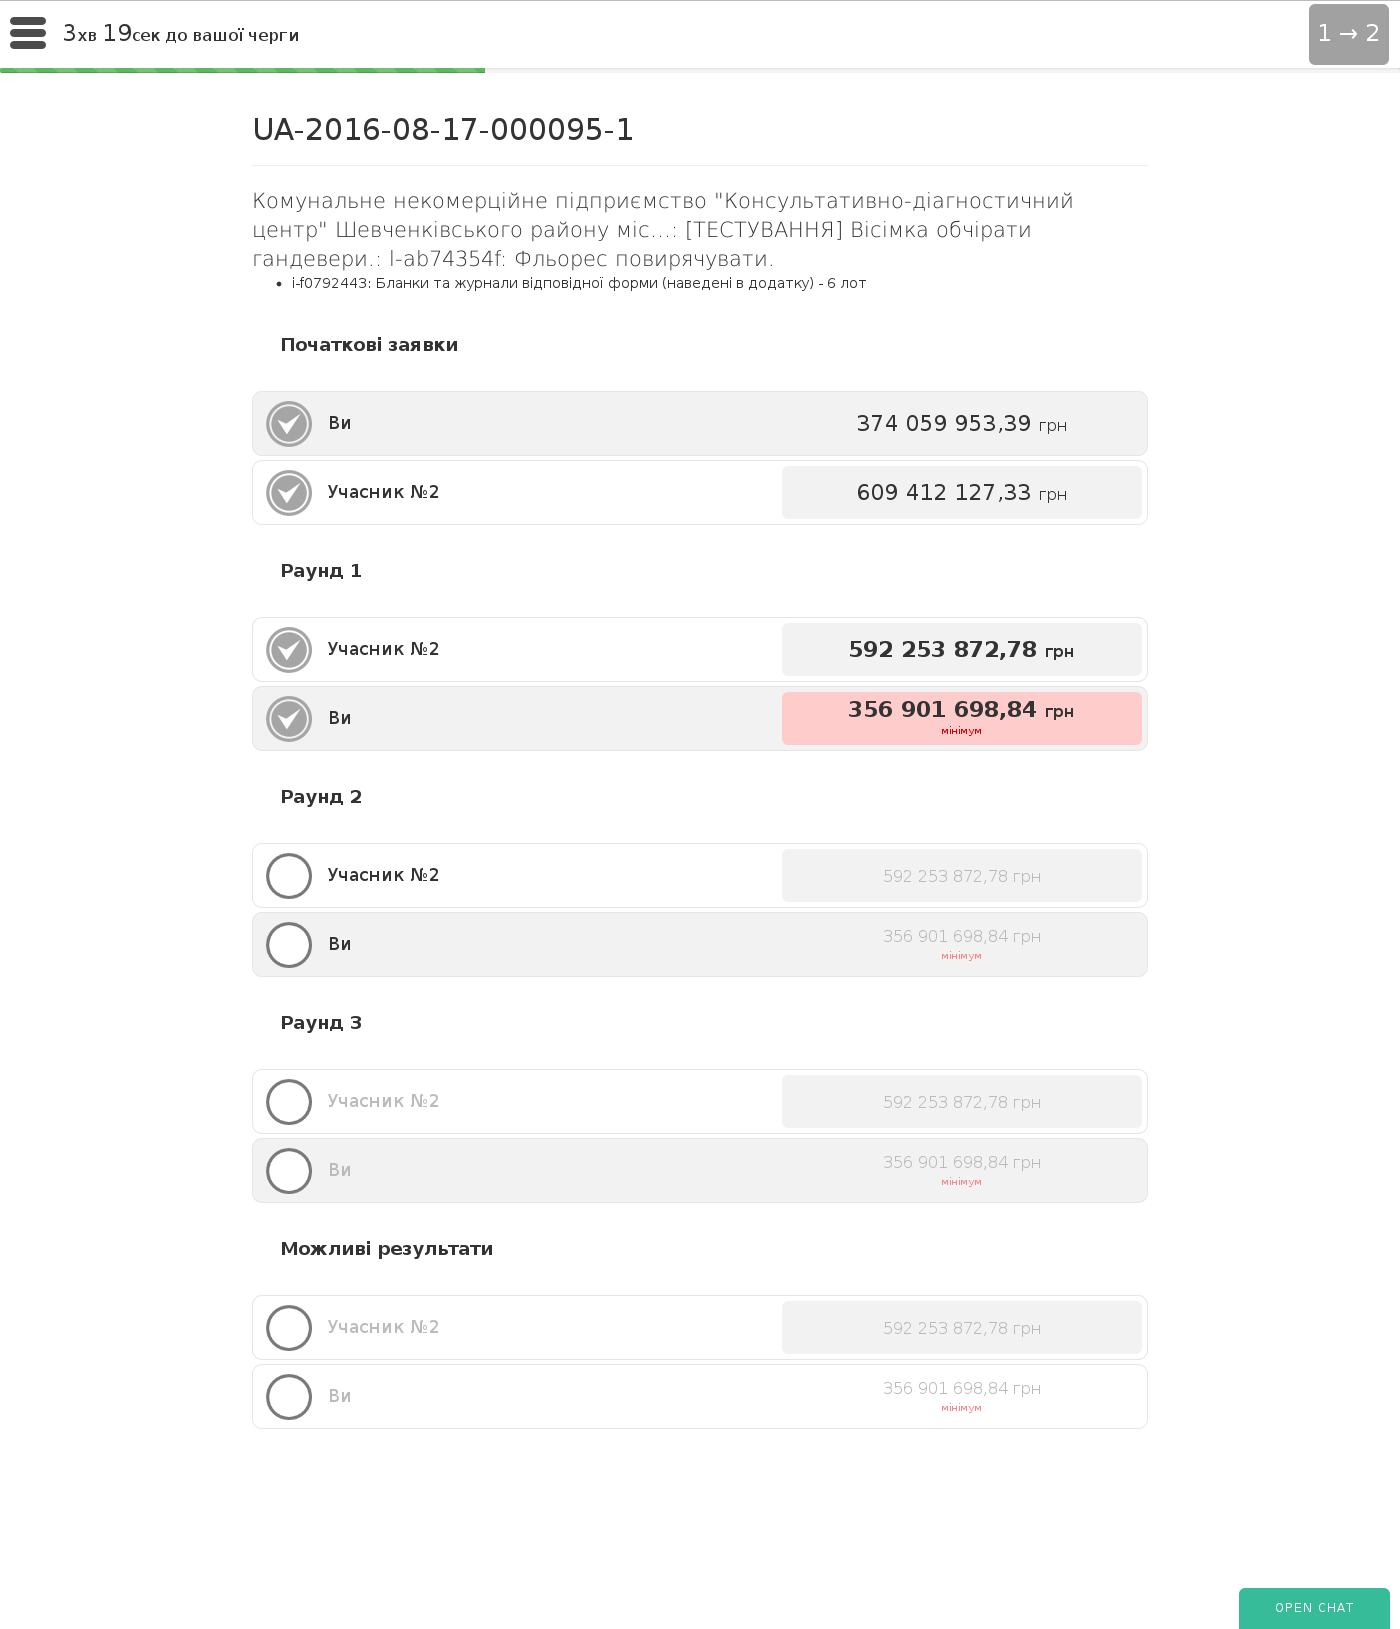 3хв 19сек до вашої черги
1 → 2
UA-2016-08-17-000095-1
Комунальне некомерційне підприємство "Консультативно-діагностичний
центр" Шевченківського району міс...: [ТЕСТУВАННЯ] Вісімка обчірати
гандевери.: l-ab74354f: Фльорес повирячувати.
• i-f0792443: Бланки та журнали відповідної форми (наведені в додатку) - 6 лот
Початкові заявки
Ви 374 059 953,39 грн
Учасник №2 609 412 127,33 грн
Раунд 1
Учасник №2 592 253 872,78 грн
Ви 356 901 698,84 грн
мінімум
Раунд 2
Учасник №2 592 253 872,78 грн
Ви 356 901 698,84 грн
мінімум
Раунд 3
Учасник №2 592 253 872,78 грн
Ви 356 901 698,84 грн
мінімум
Можливі результати
Учасник №2 592 253 872,78 грн
Ви 356 901 698,84 грн
мінімум
OPEN CHAT